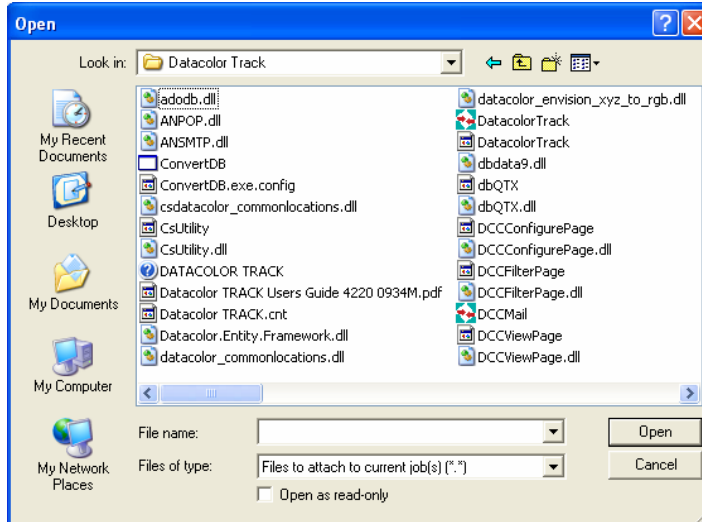 Open
Look in:
Datacolor Track
My Recent
Documents
Desktop
My Documents
My Computer
My Network
Places
adodb.dll
ANPOP.dll
ANSMTP.dll
ConvertDB
ConvertDB.exe.config
csdatacolor_commonlocations.dll
CsUtility
CsUtility.dll
DATACOLOR TRACK
Datacolor TRACK Users Guide 4220 0934M.pdf
Datacolor TRACK.cnt
Datacolor.Entity.Framework.dll
datacolor_commonlocations.dll
datacolor_envision_xyz_to_rgb.dll
DatacolorTrack
DatacolorTrack
dbdata9.dll
dbQTX
dbQTX.dll
DCCConfigurePage
DCCConfigurePage.dll
DCCFilterPage
DCCFilterPage.dll
DCCMail
DCCViewPage
DCCViewPage.dll
File name:
Open
Files of type:
Files to attach to current job(s) (*.*)
Cancel
Open as read-only